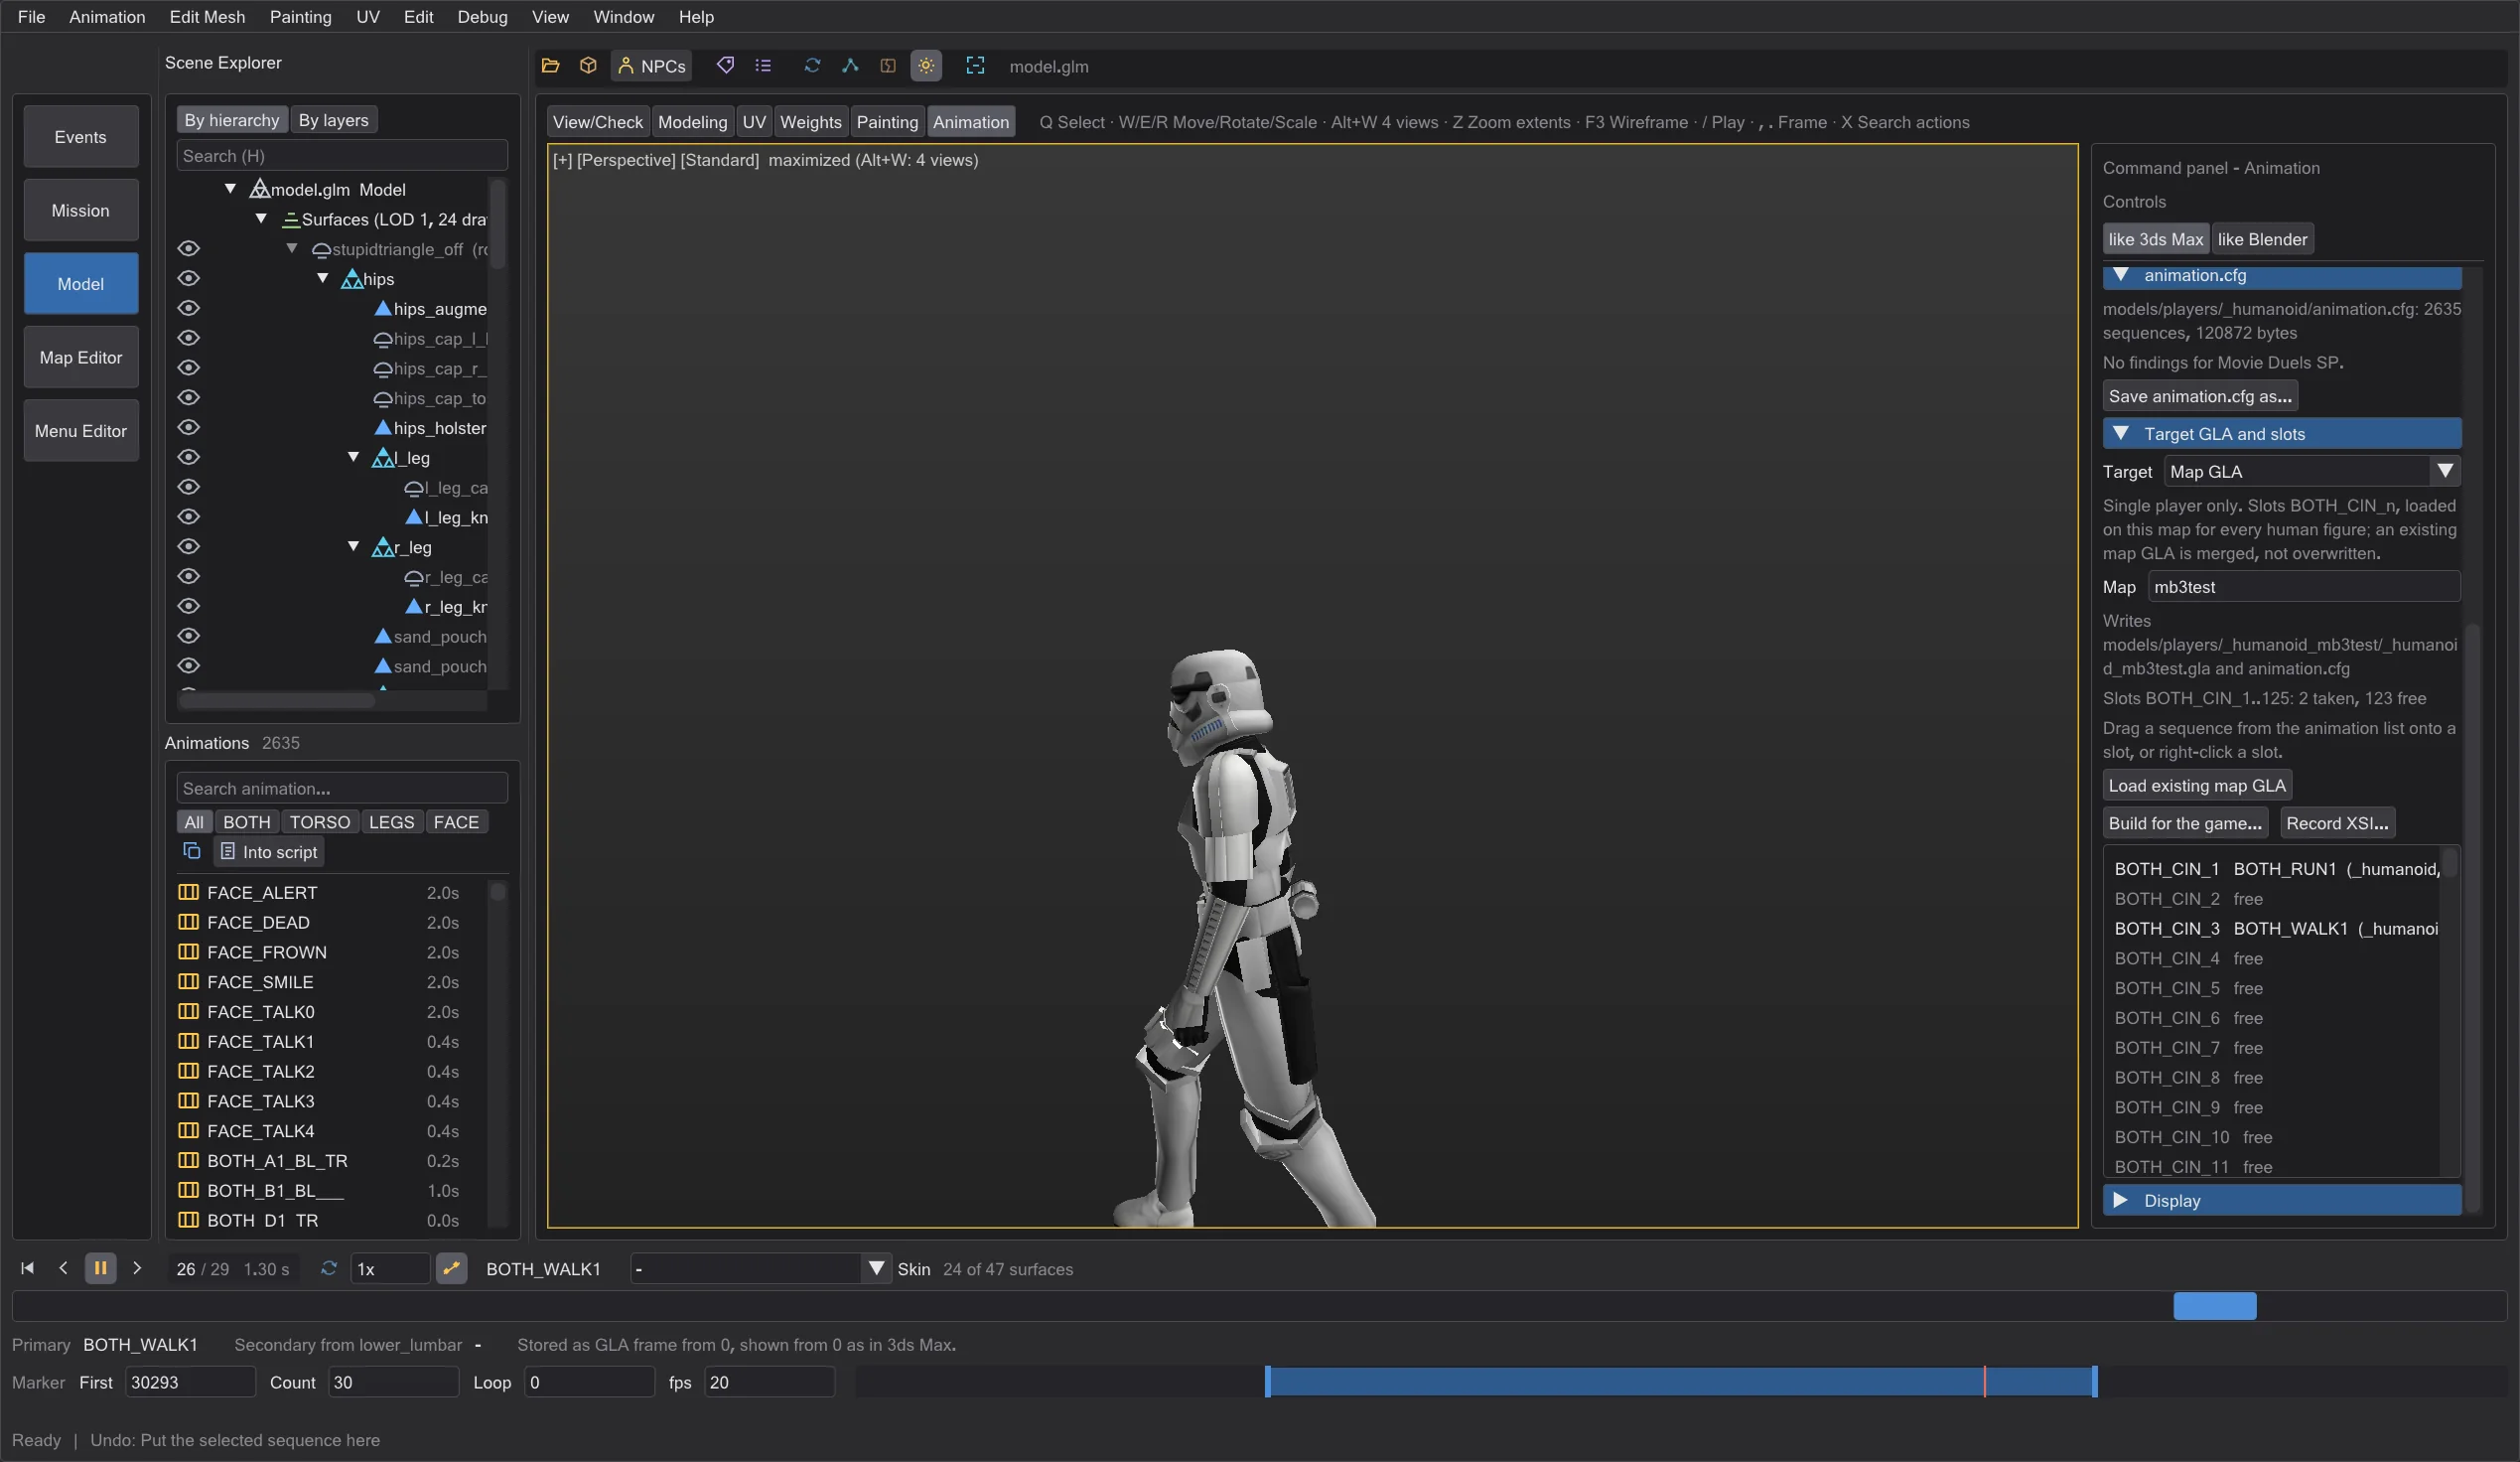 File Animation Edit Mesh Painting UV Edit Debug View Window Help
Scene Explorer
NPCs model.glm
Events
Mission
Model
Map Editor
Menu Editor
By hierarchy By layers
Search (H)
model.glm Model
Surfaces (LOD 1, 24 dra
stupidtriangle_off (ro
hips
hips_augme
hips_cap_l_l
hips_cap_r_
hips_cap_to
hips_holster
l_leg
l_leg_ca
l_leg_kn
r_leg
r_leg_ca
r_leg_kn
sand_pouch
sand_pouch
Animations 2635
Search animation...
All BOTH TORSO LEGS FACE
Into script
FACE_ALERT 2.0s
FACE_DEAD 2.0s
FACE_FROWN 2.0s
FACE_SMILE 2.0s
FACE_TALK0 2.0s
FACE_TALK1 0.4s
FACE_TALK2 0.4s
FACE_TALK3 0.4s
FACE_TALK4 0.4s
BOTH_A1_BL_TR 0.2s
BOTH_B1_BL___ 1.0s
BOTH_D1_TR 0.0s
View/Check Modeling UV Weights Painting Animation Q Select · W/E/R Move/Rotate/Scale · Alt+W 4 views · Z Zoom extents · F3 Wireframe · / Play · , . Frame · X Search actions
[+] [Perspective] [Standard] maximized (Alt+W: 4 views)
Command panel - Animation
Controls
like 3ds Max like Blender
animation.cfg
models/players/_humanoid/animation.cfg: 2635
sequences, 120872 bytes
No findings for Movie Duels SP.
Save animation.cfg as...
Target GLA and slots
Target Map GLA
Single player only. Slots BOTH_CIN_n, loaded
on this map for every human figure; an existing
map GLA is merged, not overwritten.
Map mb3test
Writes
models/players/_humanoid_mb3test/_humanoi
d_mb3test.gla and animation.cfg
Slots BOTH_CIN_1..125: 2 taken, 123 free
Drag a sequence from the animation list onto a
slot, or right-click a slot.
Load existing map GLA
Build for the game... Record XSI...
BOTH_CIN_1 BOTH_RUN1 (_humanoid,
BOTH_CIN_2 free
BOTH_CIN_3 BOTH_WALK1 (_humanoi
BOTH_CIN_4 free
BOTH_CIN_5 free
BOTH_CIN_6 free
BOTH_CIN_7 free
BOTH_CIN_8 free
BOTH_CIN_9 free
BOTH_CIN_10 free
BOTH_CIN_11 free
Display
26 / 29 1.30 s 1x BOTH_WALK1 - Skin 24 of 47 surfaces
Primary BOTH_WALK1 Secondary from lower_lumbar - Stored as GLA frame from 0, shown from 0 as in 3ds Max.
Marker First 30293 Count 30 Loop 0 fps 20
Ready | Undo: Put the selected sequence here